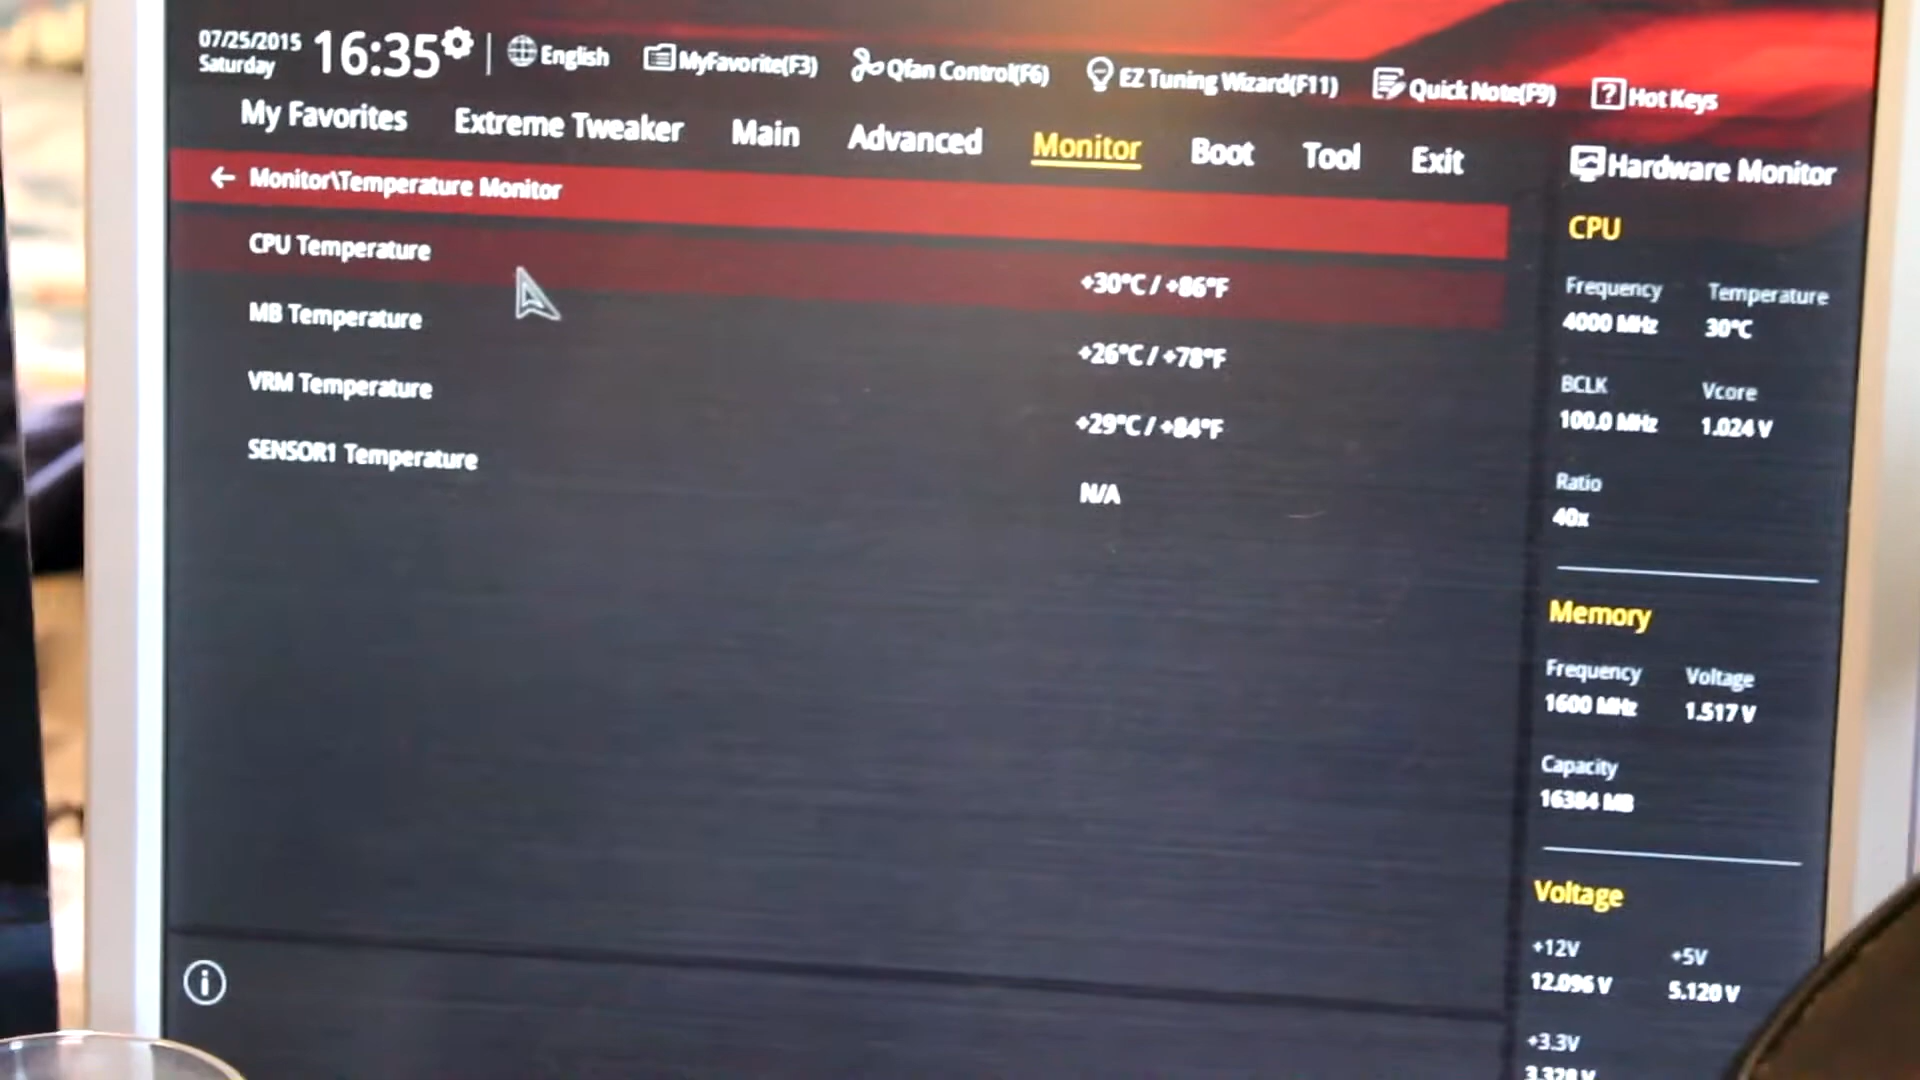 07/25/2015
Saturday
16:35
English
MyFavorite(F3)
Qfan Control(F6)
EZ Tuning Wizard(F11)
Quick Note(F9)
? Hot Keys
My Favorites
Extreme Tweaker
Main
Advanced
Monitor
Boot
Tool
Exit
← Monitor\Temperature Monitor
CPU Temperature +30°C / +86°F
MB Temperature +26°C / +78°F
VRM Temperature +29°C / +84°F
SENSOR1 Temperature N/A
Hardware Monitor
CPU
Frequency Temperature
4000 MHz 30°C
BCLK Vcore
100.0 MHz 1.024 V
Ratio
40x
Memory
Frequency Voltage
1600 MHz 1.517 V
Capacity
16384 MB
Voltage
+12V +5V
12.096 V 5.120 V
+3.3V
3.328 V